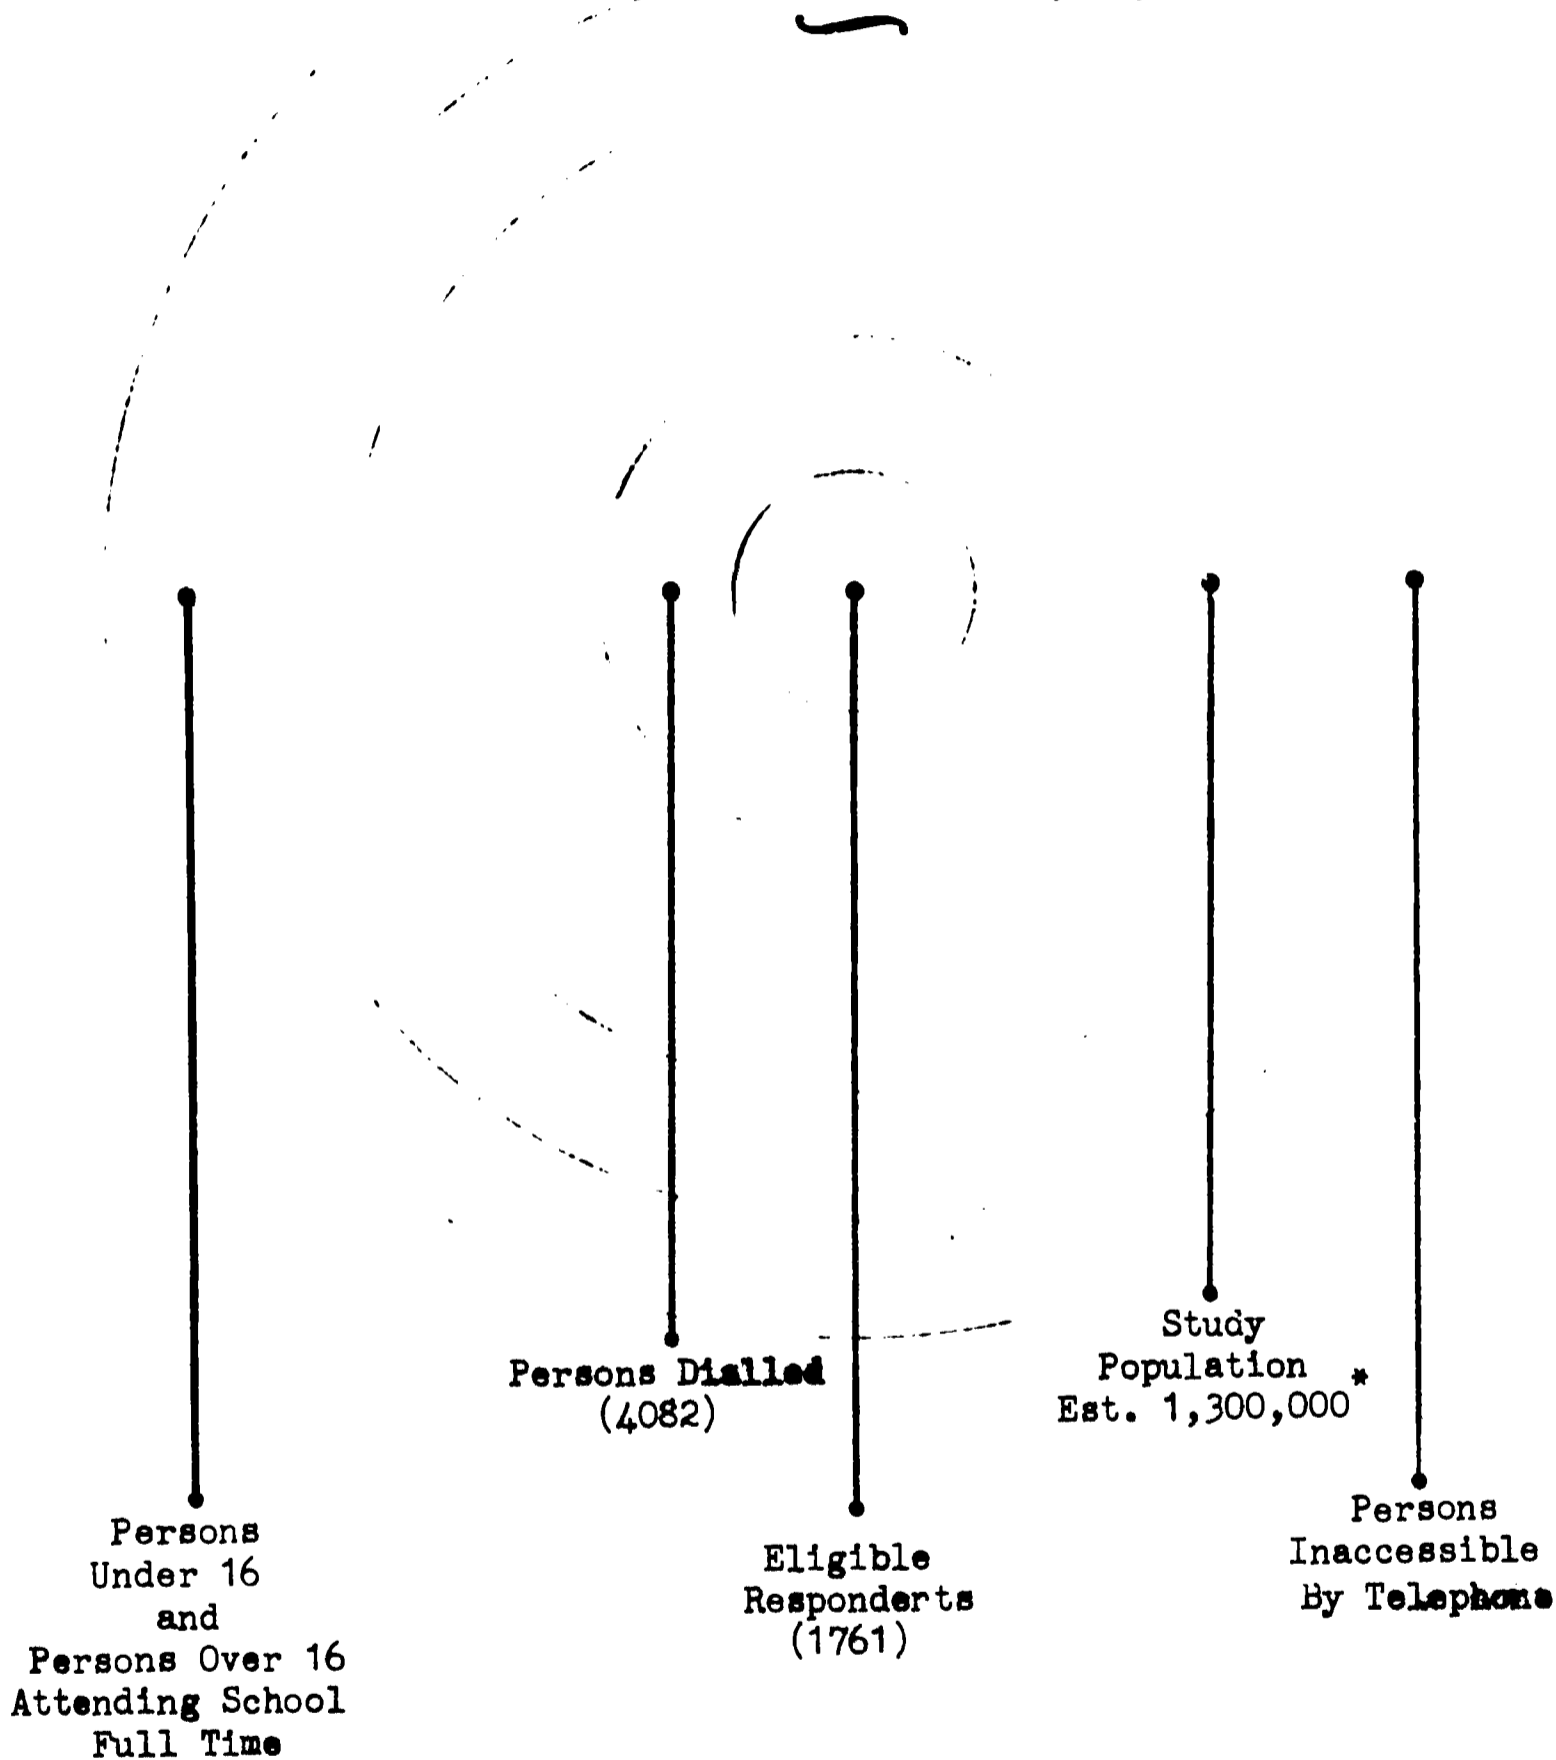 Persons Dialled
(4082)
Study
Population *
Est. 1,300,000
Persons
Under 16
and
Persons Over 16
Attending School
Full Time
Eligible
Responderts
(1761)
Persons
Inaccessible
By Telephone